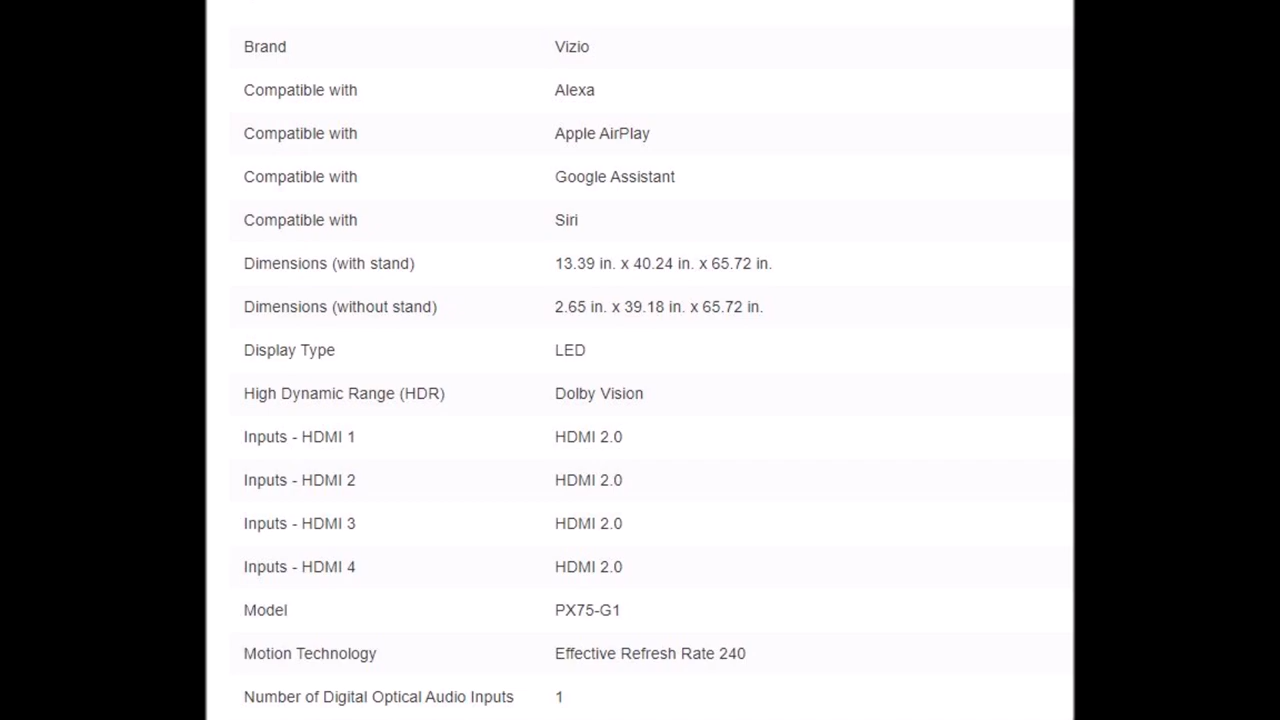 Brand Vizio
Compatible with Alexa
Compatible with Apple AirPlay
Compatible with Google Assistant
Compatible with Siri
Dimensions (with stand) 13.39 in. x 40.24 in. x 65.72 in.
Dimensions (without stand) 2.65 in. x 39.18 in. x 65.72 in.
Display Type LED
High Dynamic Range (HDR) Dolby Vision
Inputs - HDMI 1 HDMI 2.0
Inputs - HDMI 2 HDMI 2.0
Inputs - HDMI 3 HDMI 2.0
Inputs - HDMI 4 HDMI 2.0
Model PX75-G1
Motion Technology Effective Refresh Rate 240
Number of Digital Optical Audio Inputs 1